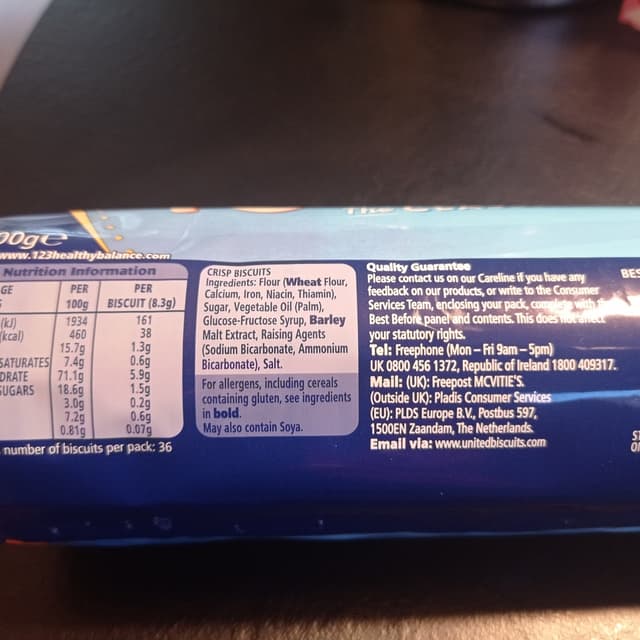 00g e
www.123healthybalance.com
Nutrition Information
PER PER
100g BISCUIT (8.3g)
(kJ) 1934 161
(kcal) 460 38
15.7g 1.3g
SATURATES 7.4g 0.6g
DRATE 71.1g 5.9g
SUGARS 18.6g 1.5g
3.0g 0.2g
7.2g 0.6g
0.81g 0.07g
number of biscuits per pack: 36
CRISP BISCUITS
Ingredients: Flour (Wheat Flour,
Calcium, Iron, Niacin, Thiamin),
Sugar, Vegetable Oil (Palm),
Glucose-Fructose Syrup, Barley
Malt Extract, Raising Agents
(Sodium Bicarbonate, Ammonium
Bicarbonate), Salt.
For allergens, including cereals
containing gluten, see ingredients
in bold.
May also contain Soya.
Quality Guarantee
Please contact us on our Careline if you have any
feedback on our products, or write to the Consumer
Services Team, enclosing your pack, complete with
Best Before panel and contents. This does not affect
your statutory rights.
Tel: Freephone (Mon – Fri 9am – 5pm)
UK 0800 456 1372, Republic of Ireland 1800 409317.
Mail: (UK): Freepost MCVITIE'S.
(Outside UK): Pladis Consumer Services
(EU): PLDS Europe B.V., Postbus 597,
1500EN Zaandam, The Netherlands.
Email via: www.unitedbiscuits.com
BES